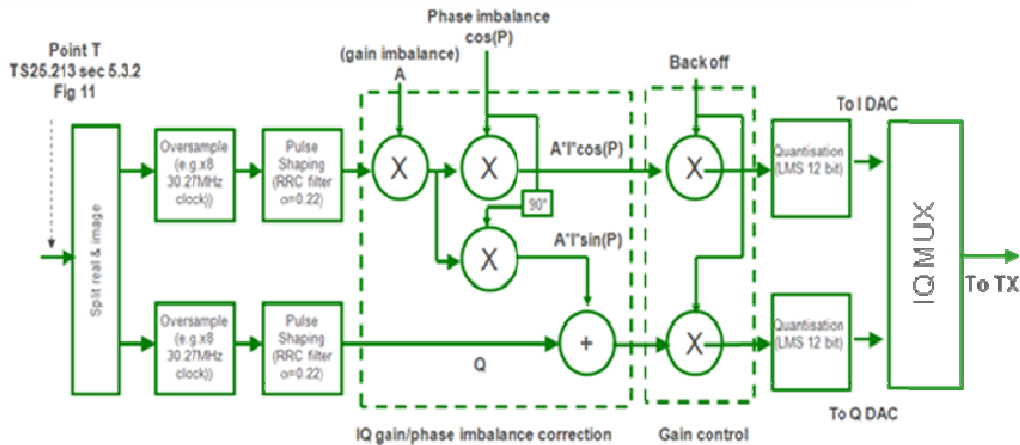 Point T
TS25.213 sec 5.3.2
Fig 11
(gain imbalance)
A
Phase imbalance
cos(P)
Back off
To I DAC
Split real & image
Oversample
(e.g.x8
30.27MHz
clock))
Pulse
Shaping
(RRC filter
α=0.22)
X
X
A*I*cos(P)
90°
X
A*I*sin(P)
X
Quantisation
(LMS 12 bit)
IQ MUX
To TX
Oversample
(e.g.x8
30.27MHz
clock))
Pulse
Shaping
(RRC filter
α=0.22)
Q
+
X
Quantisation
(LMS 12 bit)
To Q DAC
IQ gain/phase imbalance correction
Gain control